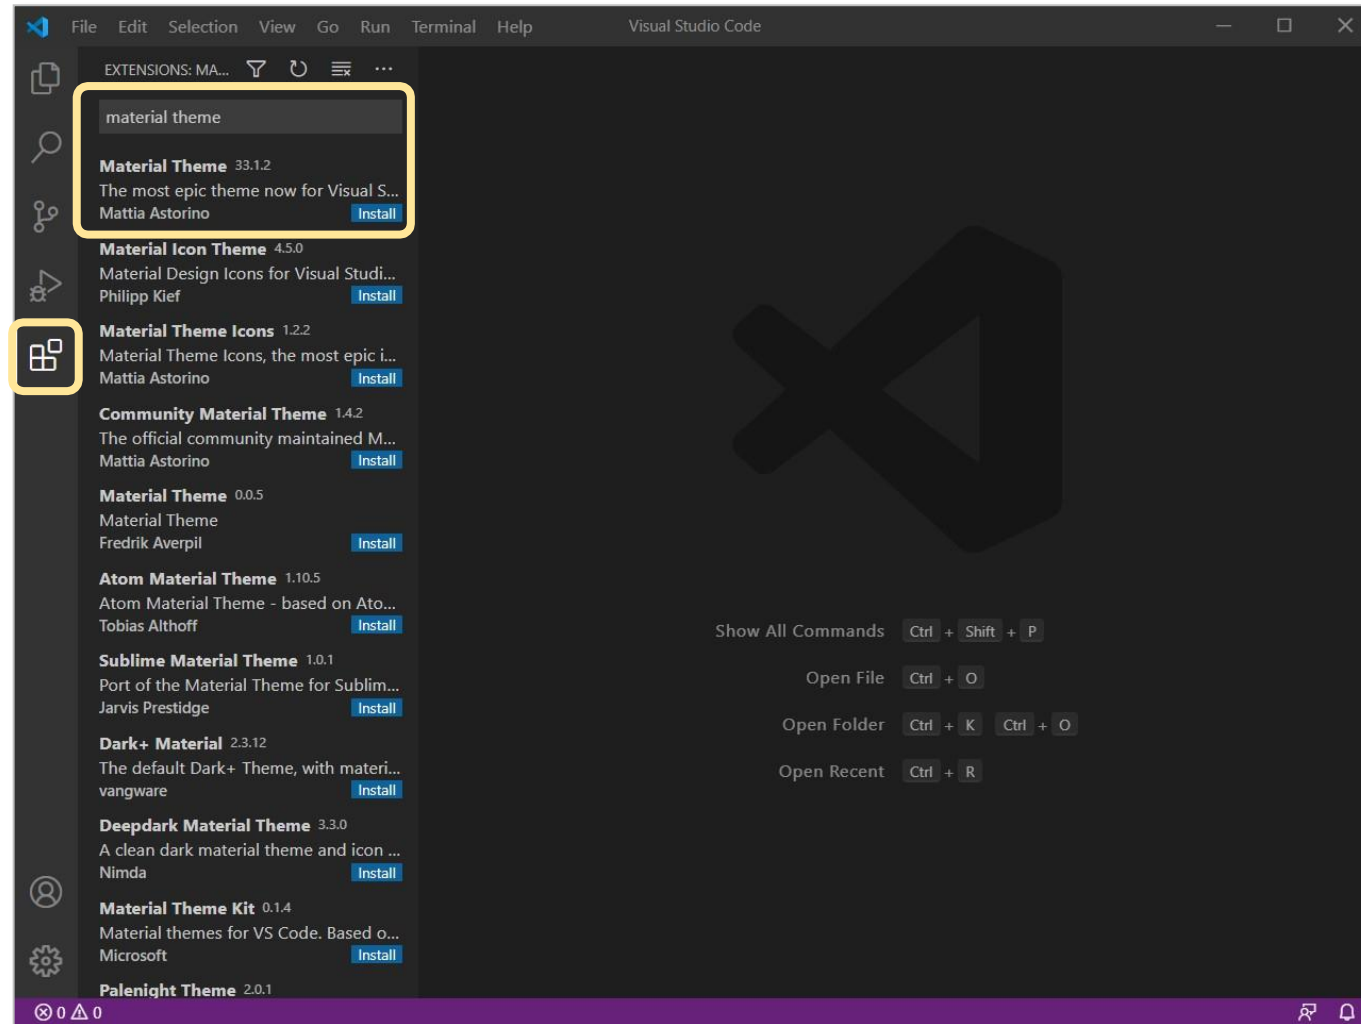 File Edit Selection View Go Run Terminal Help Visual Studio Code
EXTENSIONS: MA...
material theme
Material Theme 33.1.2
The most epic theme now for Visual S...
Mattia Astorino Install
Material Icon Theme 4.5.0
Material Design Icons for Visual Studi...
Philipp Kief Install
Material Theme Icons 1.2.2
Material Theme Icons, the most epic i...
Mattia Astorino Install
Community Material Theme 1.4.2
The official community maintained M...
Mattia Astorino Install
Material Theme 0.0.5
Material Theme
Fredrik Averpil Install
Atom Material Theme 1.10.5
Atom Material Theme - based on Ato...
Tobias Althoff Install
Sublime Material Theme 1.0.1
Port of the Material Theme for Sublim...
Jarvis Prestidge Install
Dark+ Material 2.3.12
The default Dark+ Theme, with materi...
vangware Install
Deepdark Material Theme 3.3.0
A clean dark material theme and icon ...
Nimda Install
Material Theme Kit 0.1.4
Material themes for VS Code. Based o...
Microsoft Install
Palenight Theme 2.0.1
Show All Commands Ctrl + Shift + P
Open File Ctrl + O
Open Folder Ctrl + K Ctrl + O
Open Recent Ctrl + R
0 0